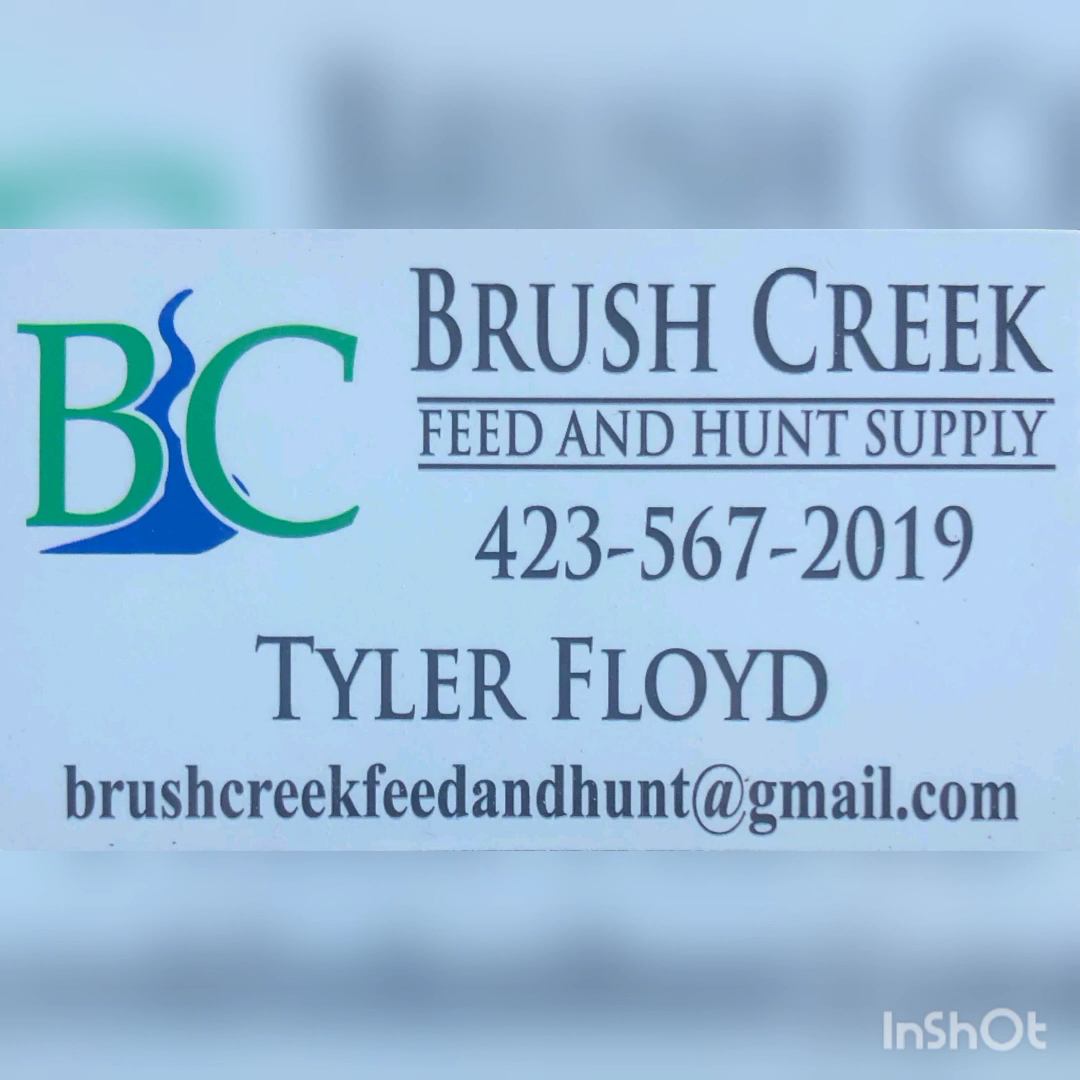 BC
BRUSH CREEK
FEED AND HUNT SUPPLY
423-567-2019
TYLER FLOYD
brushcreekfeedandhunt@gmail.com
InShOt